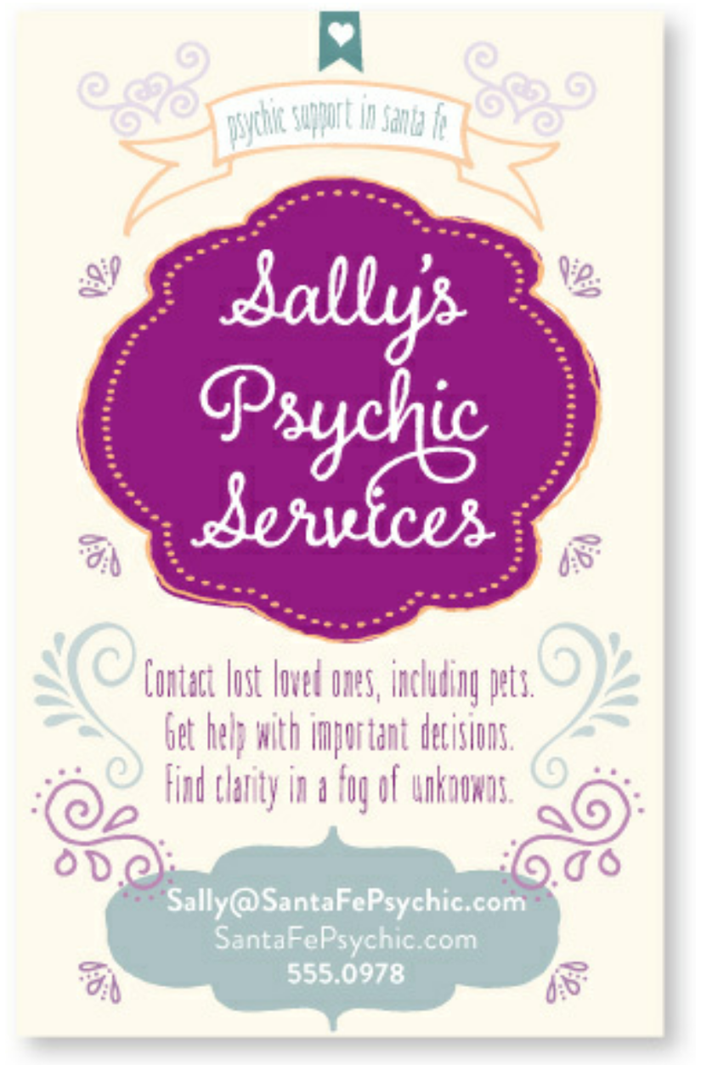 psychic support in santa fe
Sally's
Psychic
Services
Contact lost loved ones, including pets.
Get help with important decisions.
Find clarity in a fog of unknowns.
Sally@SantaFePsychic.com
SantaFePsychic.com
555.0978